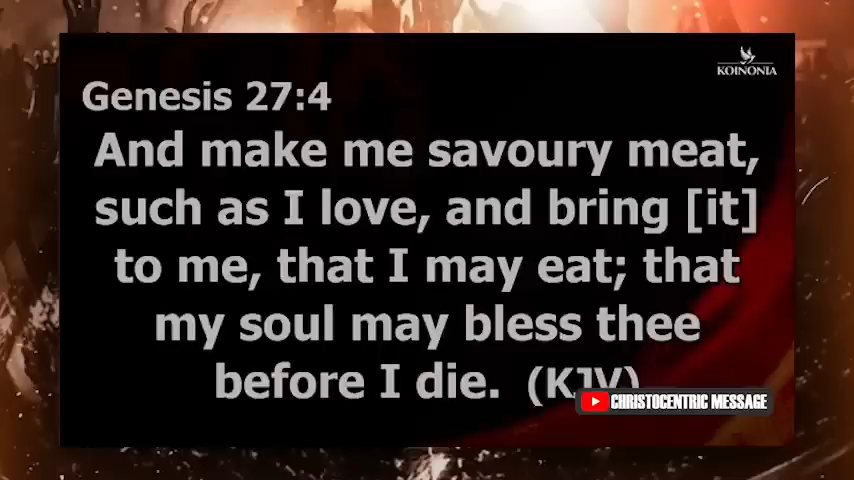 KOINONIA
Genesis 27:4
And make me savoury meat,
such as I love, and bring [it]
to me, that I may eat; that
my soul may bless thee
before I die. (KJV)
CHRISTOCENTRIC MESSAGE